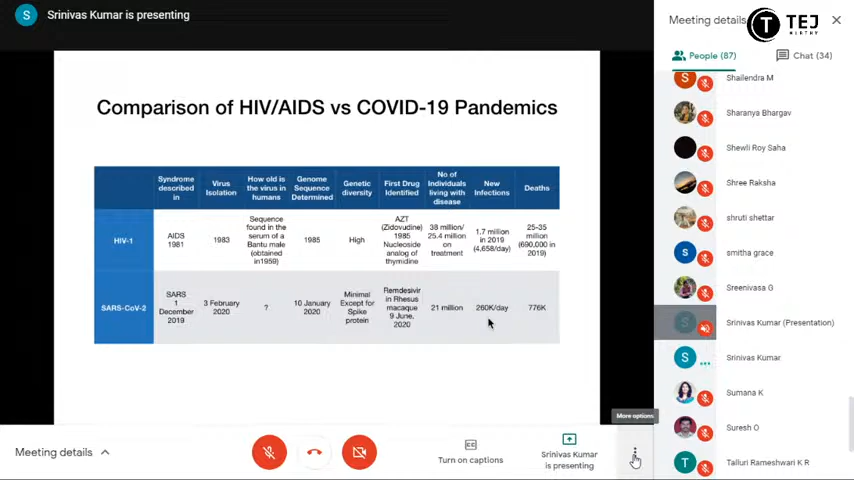 S
Srinivas Kumar is presenting
Meeting details
T TEJ
People (87)
Chat (34)
Comparison of HIV/AIDS vs COVID-19 Pandemics
Syndrome
described
in
Virus
Isolation
How old is
the virus in
humans
Genome
Sequence
Determined
Genetic
diversity
First Drug
Identified
No of
Individuals
living with
disease
New
Infections
Deaths
HIV-1
AIDS
1981
1983
Sequence
found in the
serum of a
Bantu male
(obtained
in1959)
1985
High
AZT
(Zidovudine)
1985
Nucleoside
analog of
thymidine
38 million/
25.4 million
on
treatment
1.7 million
in 2019
(4,658/day)
25-35
million
(690,000 in
2019)
SARS-CoV-2
SARS
1
December
2019
3 February
2020
?
10 January
2020
Minimal
Except for
Spike
protein
Remdesivir
in Rhesus
macaque
9 June,
2020
21 million
260K/day
776K
S
Shailendra M
Sharanya Bhargav
Shewli Roy Saha
Shree Raksha
shruti shettar
S
smitha grace
Sreenivasa G
S
Srinivas Kumar (Presentation)
S
Srinivas Kumar
Sumana K
Suresh O
T
Talluri Rameshwari K R
More options
Meeting details
Turn on captions
Srinivas Kumar
is presenting